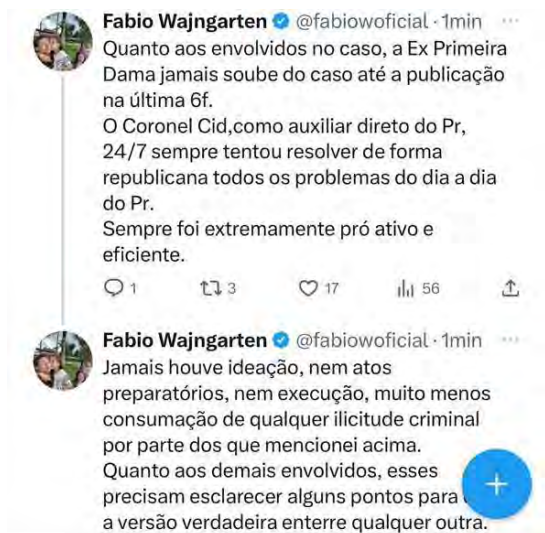 Fabio Wajngarten @fabiowoficial · 1min ...
Quanto aos envolvidos no caso, a Ex Primeira
Dama jamais soube do caso até a publicação
na última 6f.
O Coronel Cid,como auxiliar direto do Pr,
24/7 sempre tentou resolver de forma
republicana todos os problemas do dia a dia
do Pr.
Sempre foi extremamente pró ativo e
eficiente.
1 3 17 56
Fabio Wajngarten @fabiowoficial · 1min ...
Jamais houve ideação, nem atos
preparatórios, nem execução, muito menos
consumação de qualquer ilicitude criminal
por parte dos que mencionei acima.
Quanto aos demais envolvidos, esses
precisam esclarecer alguns pontos para
a versão verdadeira enterre qualquer outra.